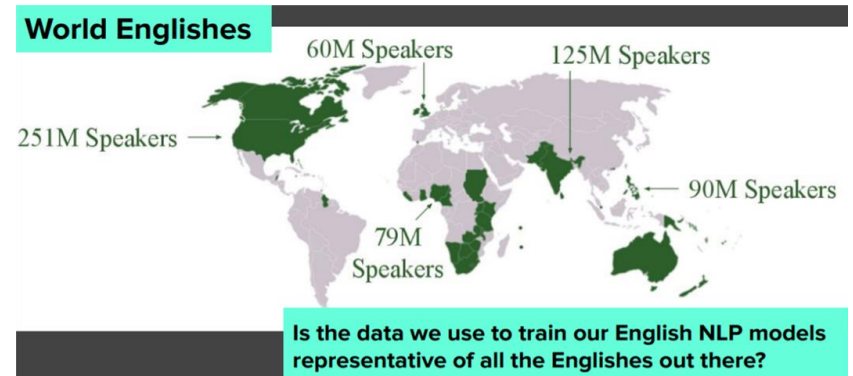 World Englishes
60M Speakers
125M Speakers
251M Speakers
90M Speakers
79M
Speakers
Is the data we use to train our English NLP models
representative of all the Englishes out there?